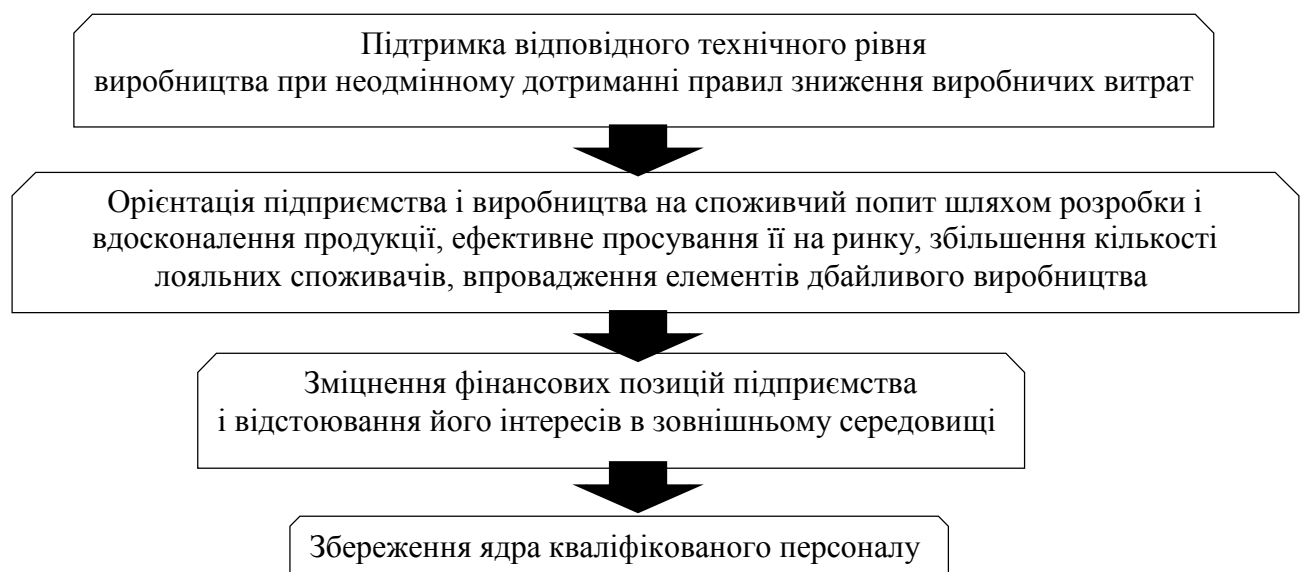 Підтримка відповідного технічного рівня
виробництва при неодмінному дотриманні правил зниження виробничих витрат
Орієнтація підприємства і виробництва на споживчий попит шляхом розробки і
вдосконалення продукції, ефективне просування її на ринку, збільшення кількості
лояльних споживачів, впровадження елементів дбайливого виробництва
Зміцнення фінансових позицій підприємства
і відстоювання його інтересів в зовнішньому середовищі
Збереження ядра кваліфікованого персоналу